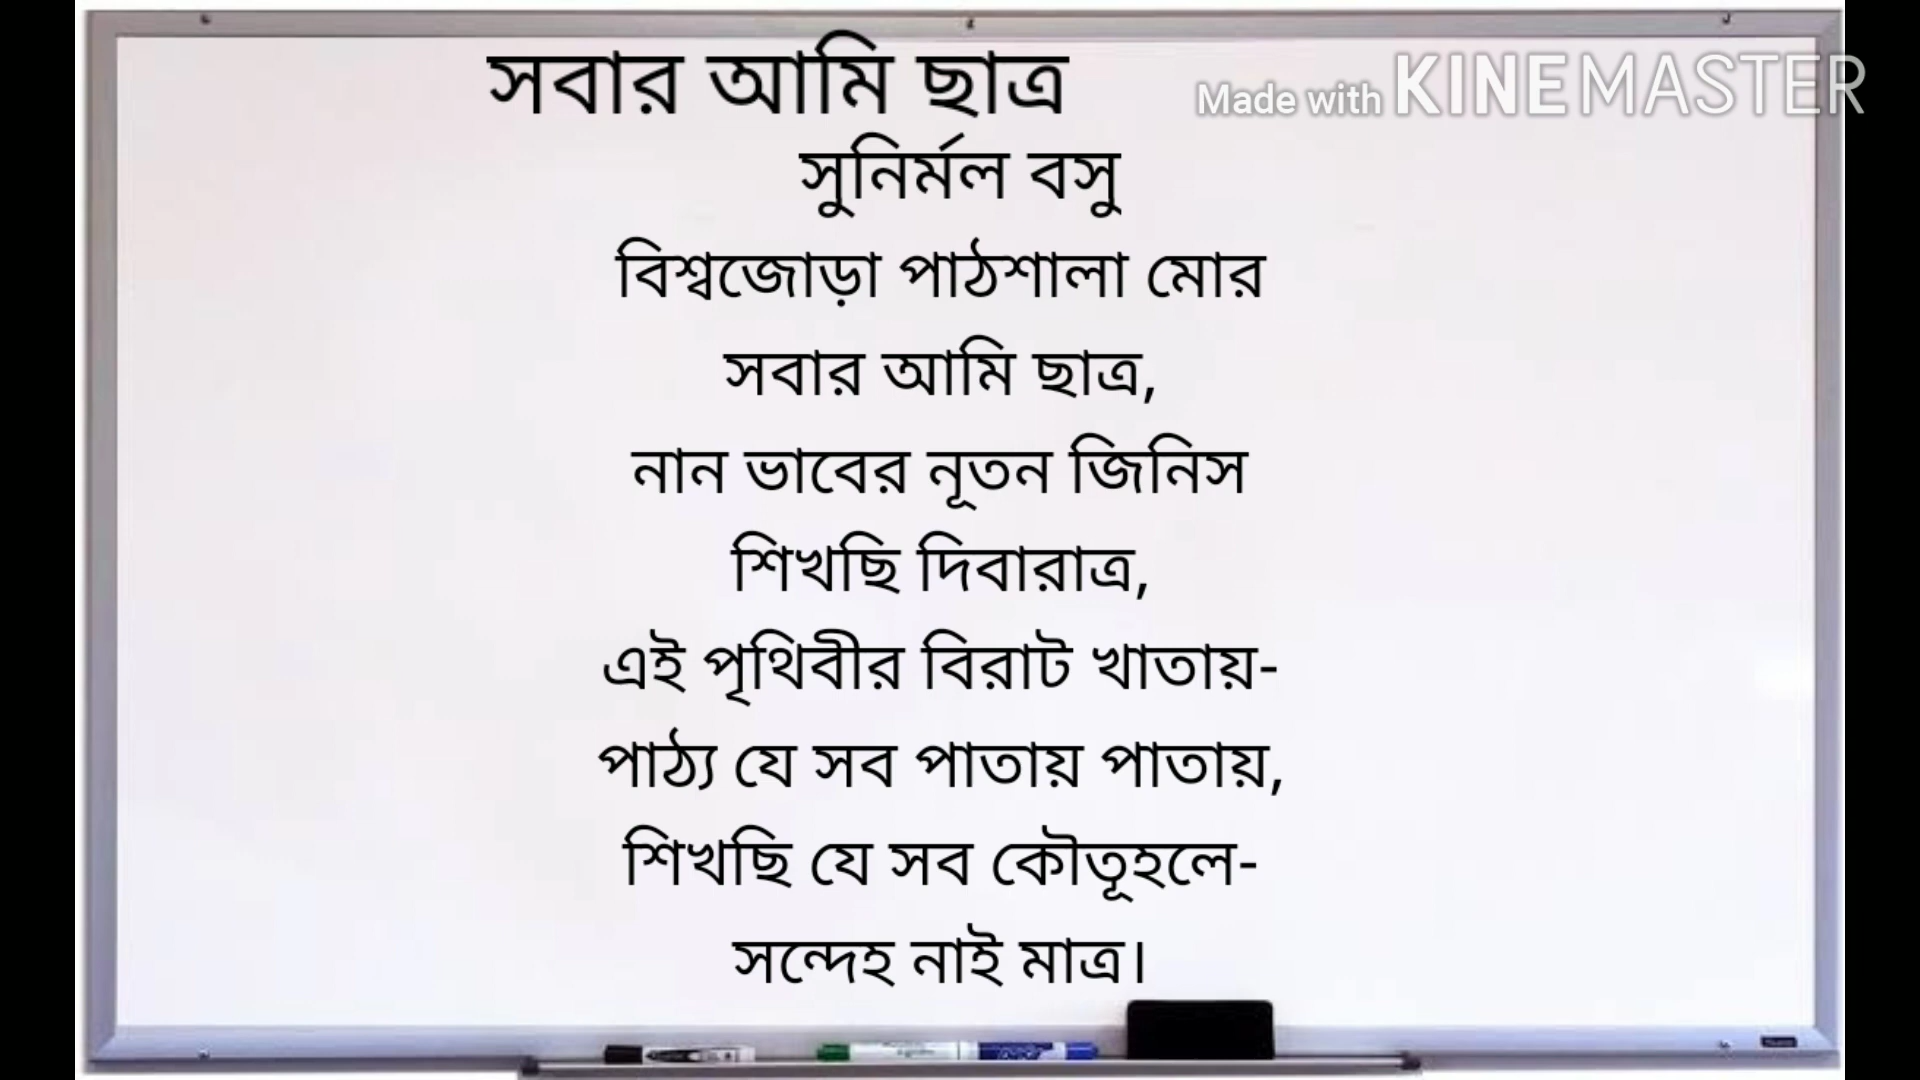 সবার আমি ছাত্র
Made with KINEMASTER
সুনির্মল বসু
বিশ্বজোড়া পাঠশালা মোর
সবার আমি ছাত্র,
নান ভাবের নূতন জিনিস
শিখছি দিবারাত্র,
এই পৃথিবীর বিরাট খাতায়-
পাঠ্য যে সব পাতায় পাতায়,
শিখছি যে সব কৌতূহলে-
সন্দেহ নাই মাত্র।